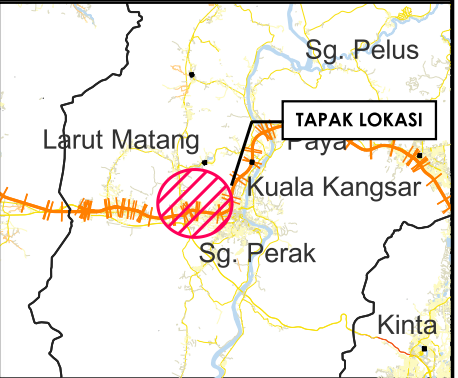 Sg. Pelus
TAPAK LOKASI
Larut Matang
Paya
Kuala Kangsar
Sg. Perak
Kinta